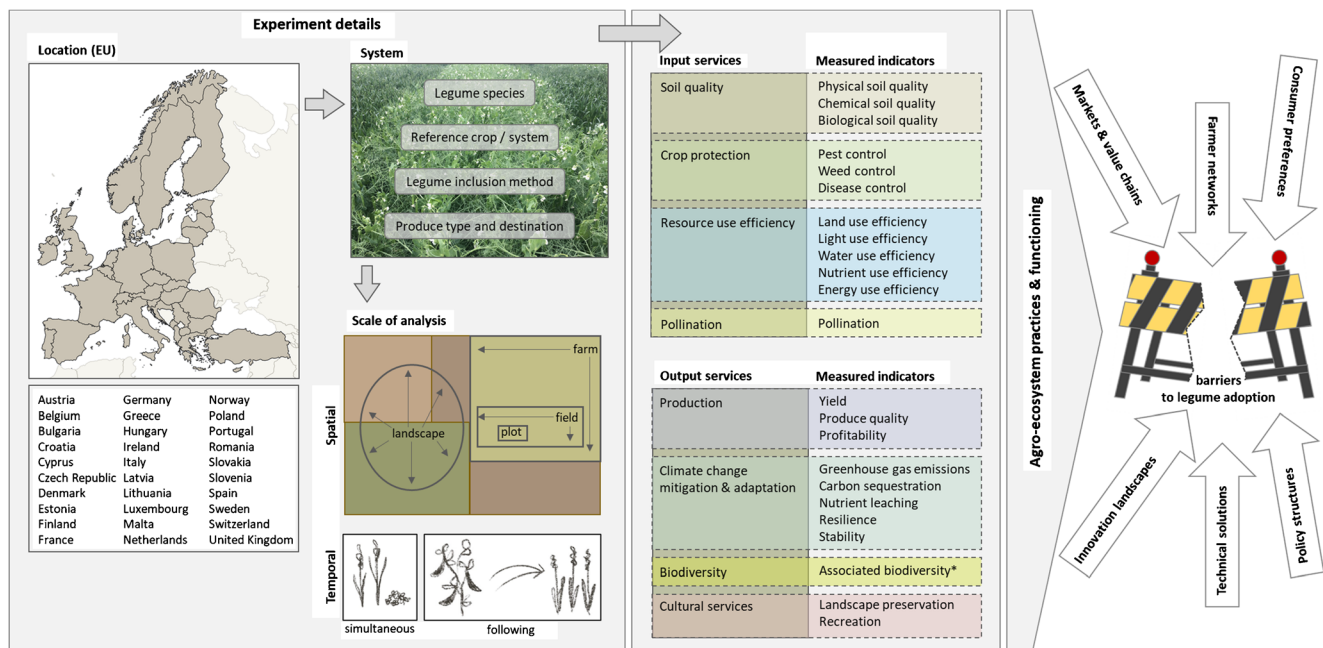 Experiment details
Location (EU)
Austria
Belgium
Bulgaria
Croatia
Cyprus
Czech Republic
Denmark
Estonia
Finland
France
Germany
Greece
Hungary
Ireland
Italy
Latvia
Lithuania
Luxembourg
Malta
Netherlands
Norway
Poland
Portugal
Romania
Slovakia
Slovenia
Spain
Sweden
Switzerland
United Kingdom
System
Legume species
Reference crop / system
Legume inclusion method
Produce type and destination
Scale of analysis
Spatial
landscape
farm
field
plot
Temporal
simultaneous
following
Input services
Measured indicators
Soil quality
Physical soil quality
Chemical soil quality
Biological soil quality
Crop protection
Pest control
Weed control
Disease control
Resource use efficiency
Land use efficiency
Light use efficiency
Water use efficiency
Nutrient use efficiency
Energy use efficiency
Pollination
Pollination
Output services
Measured indicators
Production
Yield
Produce quality
Profitability
Climate change
mitigation & adaptation
Greenhouse gas emissions
Carbon sequestration
Nutrient leaching
Resilience
Stability
Biodiversity
Associated biodiversity*
Cultural services
Landscape preservation
Recreation
Agro-ecosystem practices & functioning
Markets & value chains
Farmer networks
Consumer preferences
barriers
to legume adoption
Innovation landscapes
Technical solutions
Policy structures